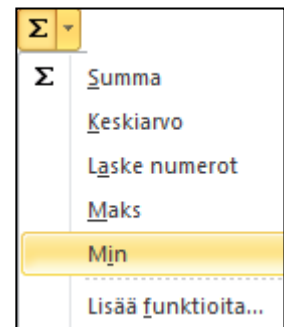 Σ
Σ Summa
Keskiarvo
Laske numerot
Maks
Min
Lisää funktioita...